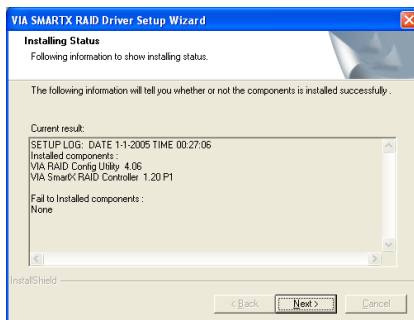 VIA SMARTX RAID Driver Setup Wizard
Installing Status
Following information to show installing status.
The following information will tell you whether or not the components is installed successfully .
Current result:
SETUP LOG: DATE 1-1-2005 TIME 00:27:06
Installed components :
VIA RAID Config Utility 4.06
VIA SmartX RAID Controller 1.20 P1
Fail to Installed components :
None
InstallShield
< Back
Next >
Cancel